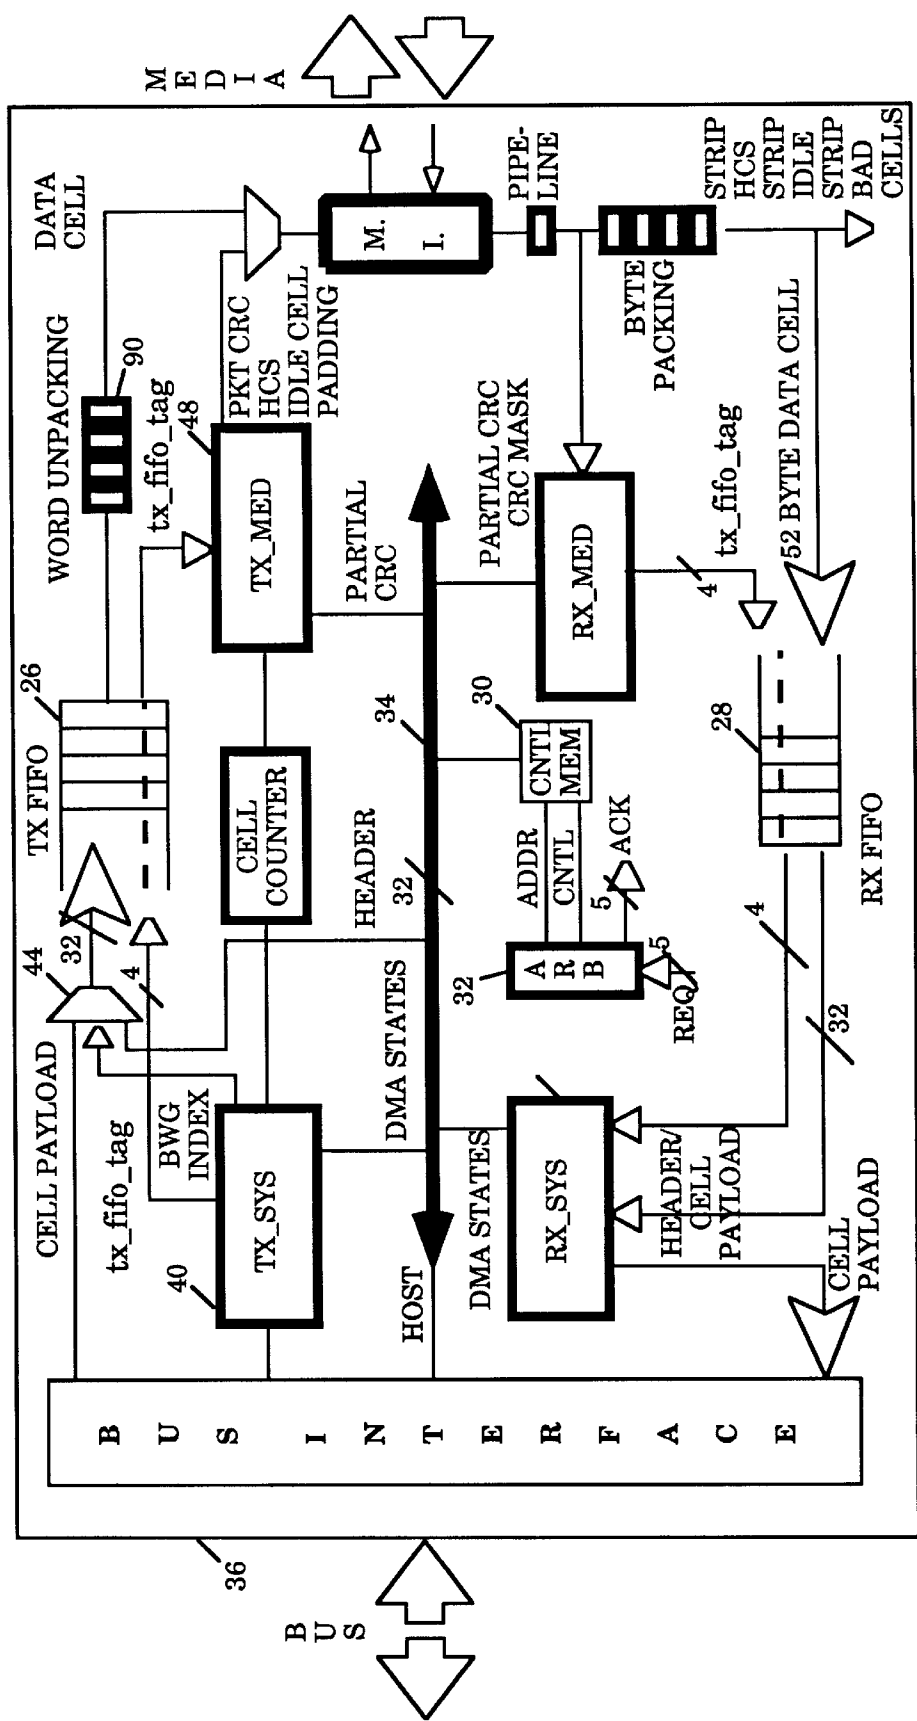 MEDIA
BUS
36
BUS INTERFACE
CELL PAYLOAD
tx_fifo_tag
BWG
INDEX
44
32
4
TX FIFO
26
WORD UNPACKING
90
tx_fifo_tag
DATA
CELL
40
TX_SYS
CELL
COUNTER
48
TX_MED
PKT CRC
HCS
IDLE CELL
PADDING
PARTIAL
CRC
HEADER
DMA STATES
HOST
32
34
M. I.
PIPE-
LINE
DMA STATES
RX_SYS
32
ARB
REQ
5
5
ACK
ADDR
CNTL
30
CNTL
MEM
PARTIAL CRC
CRC MASK
RX_MED
4
tx_fifo_tag
BYTE
PACKING
STRIP
HCS
STRIP
IDLE
STRIP
BAD
CELLS
52 BYTE DATA CELL
28
RX FIFO
4
32
HEADER/
CELL
PAYLOAD
CELL
PAYLOAD